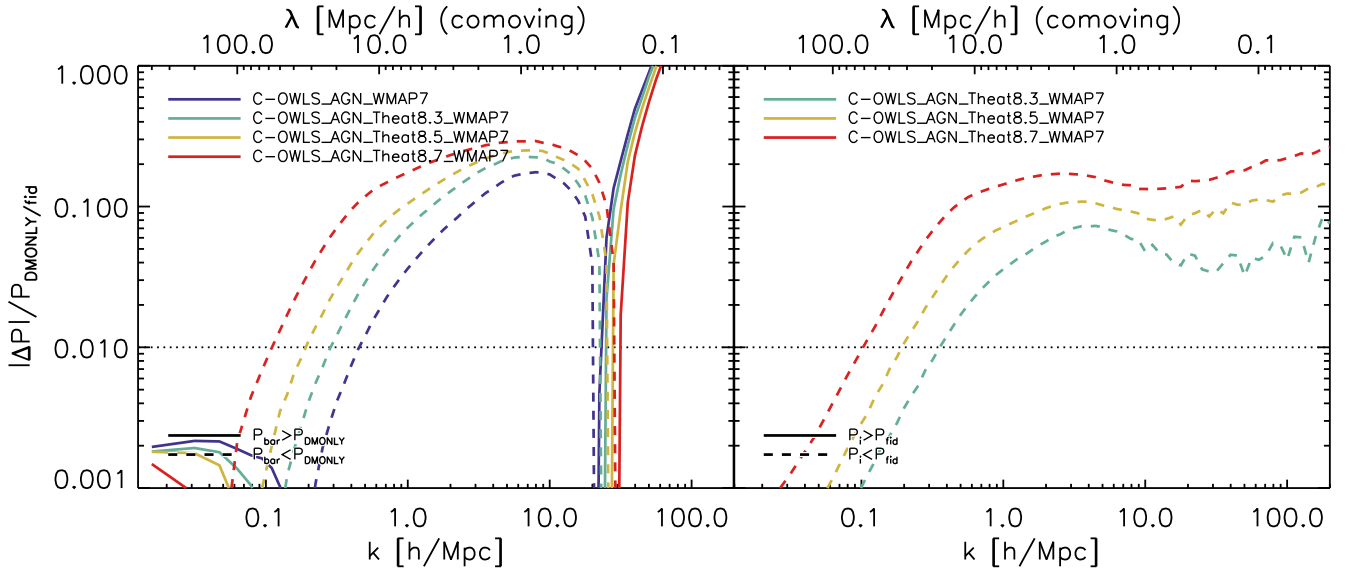 λ [Mpc/h] (comoving)
100.0 10.0 1.0 0.1
|ΔP|/P_DMONLY/fid
1.000
0.100
0.010
0.001
C-OWLS_AGN_WMAP7
C-OWLS_AGN_Theat8.3_WMAP7
C-OWLS_AGN_Theat8.5_WMAP7
C-OWLS_AGN_Theat8.7_WMAP7
P_bar>P_DMONLY
P_bar<P_DMONLY
0.1 1.0 10.0 100.0
k [h/Mpc]
λ [Mpc/h] (comoving)
100.0 10.0 1.0 0.1
C-OWLS_AGN_Theat8.3_WMAP7
C-OWLS_AGN_Theat8.5_WMAP7
C-OWLS_AGN_Theat8.7_WMAP7
P_i>P_fid
P_i<P_fid
0.1 1.0 10.0 100.0
k [h/Mpc]